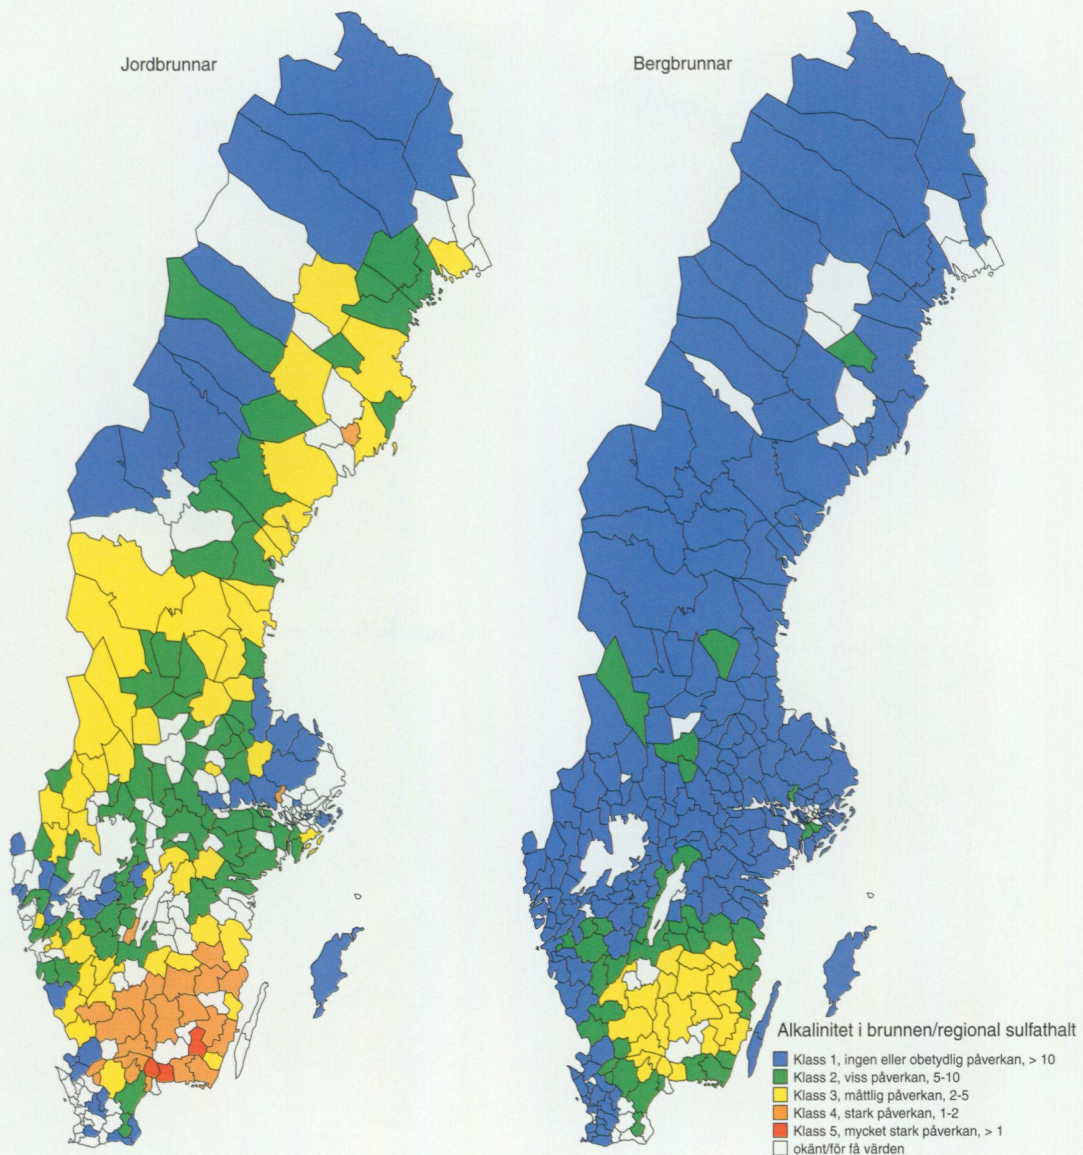 Jordbrunnar
Bergbrunnar
Alkalinitet i brunnen/regional sulfathalt
Klass 1, ingen eller obetydlig påverkan, > 10
Klass 2, viss påverkan, 5-10
Klass 3, måttlig påverkan, 2-5
Klass 4, stark påverkan, 1-2
Klass 5, mycket stark påverkan, > 1
okänt/för få värden